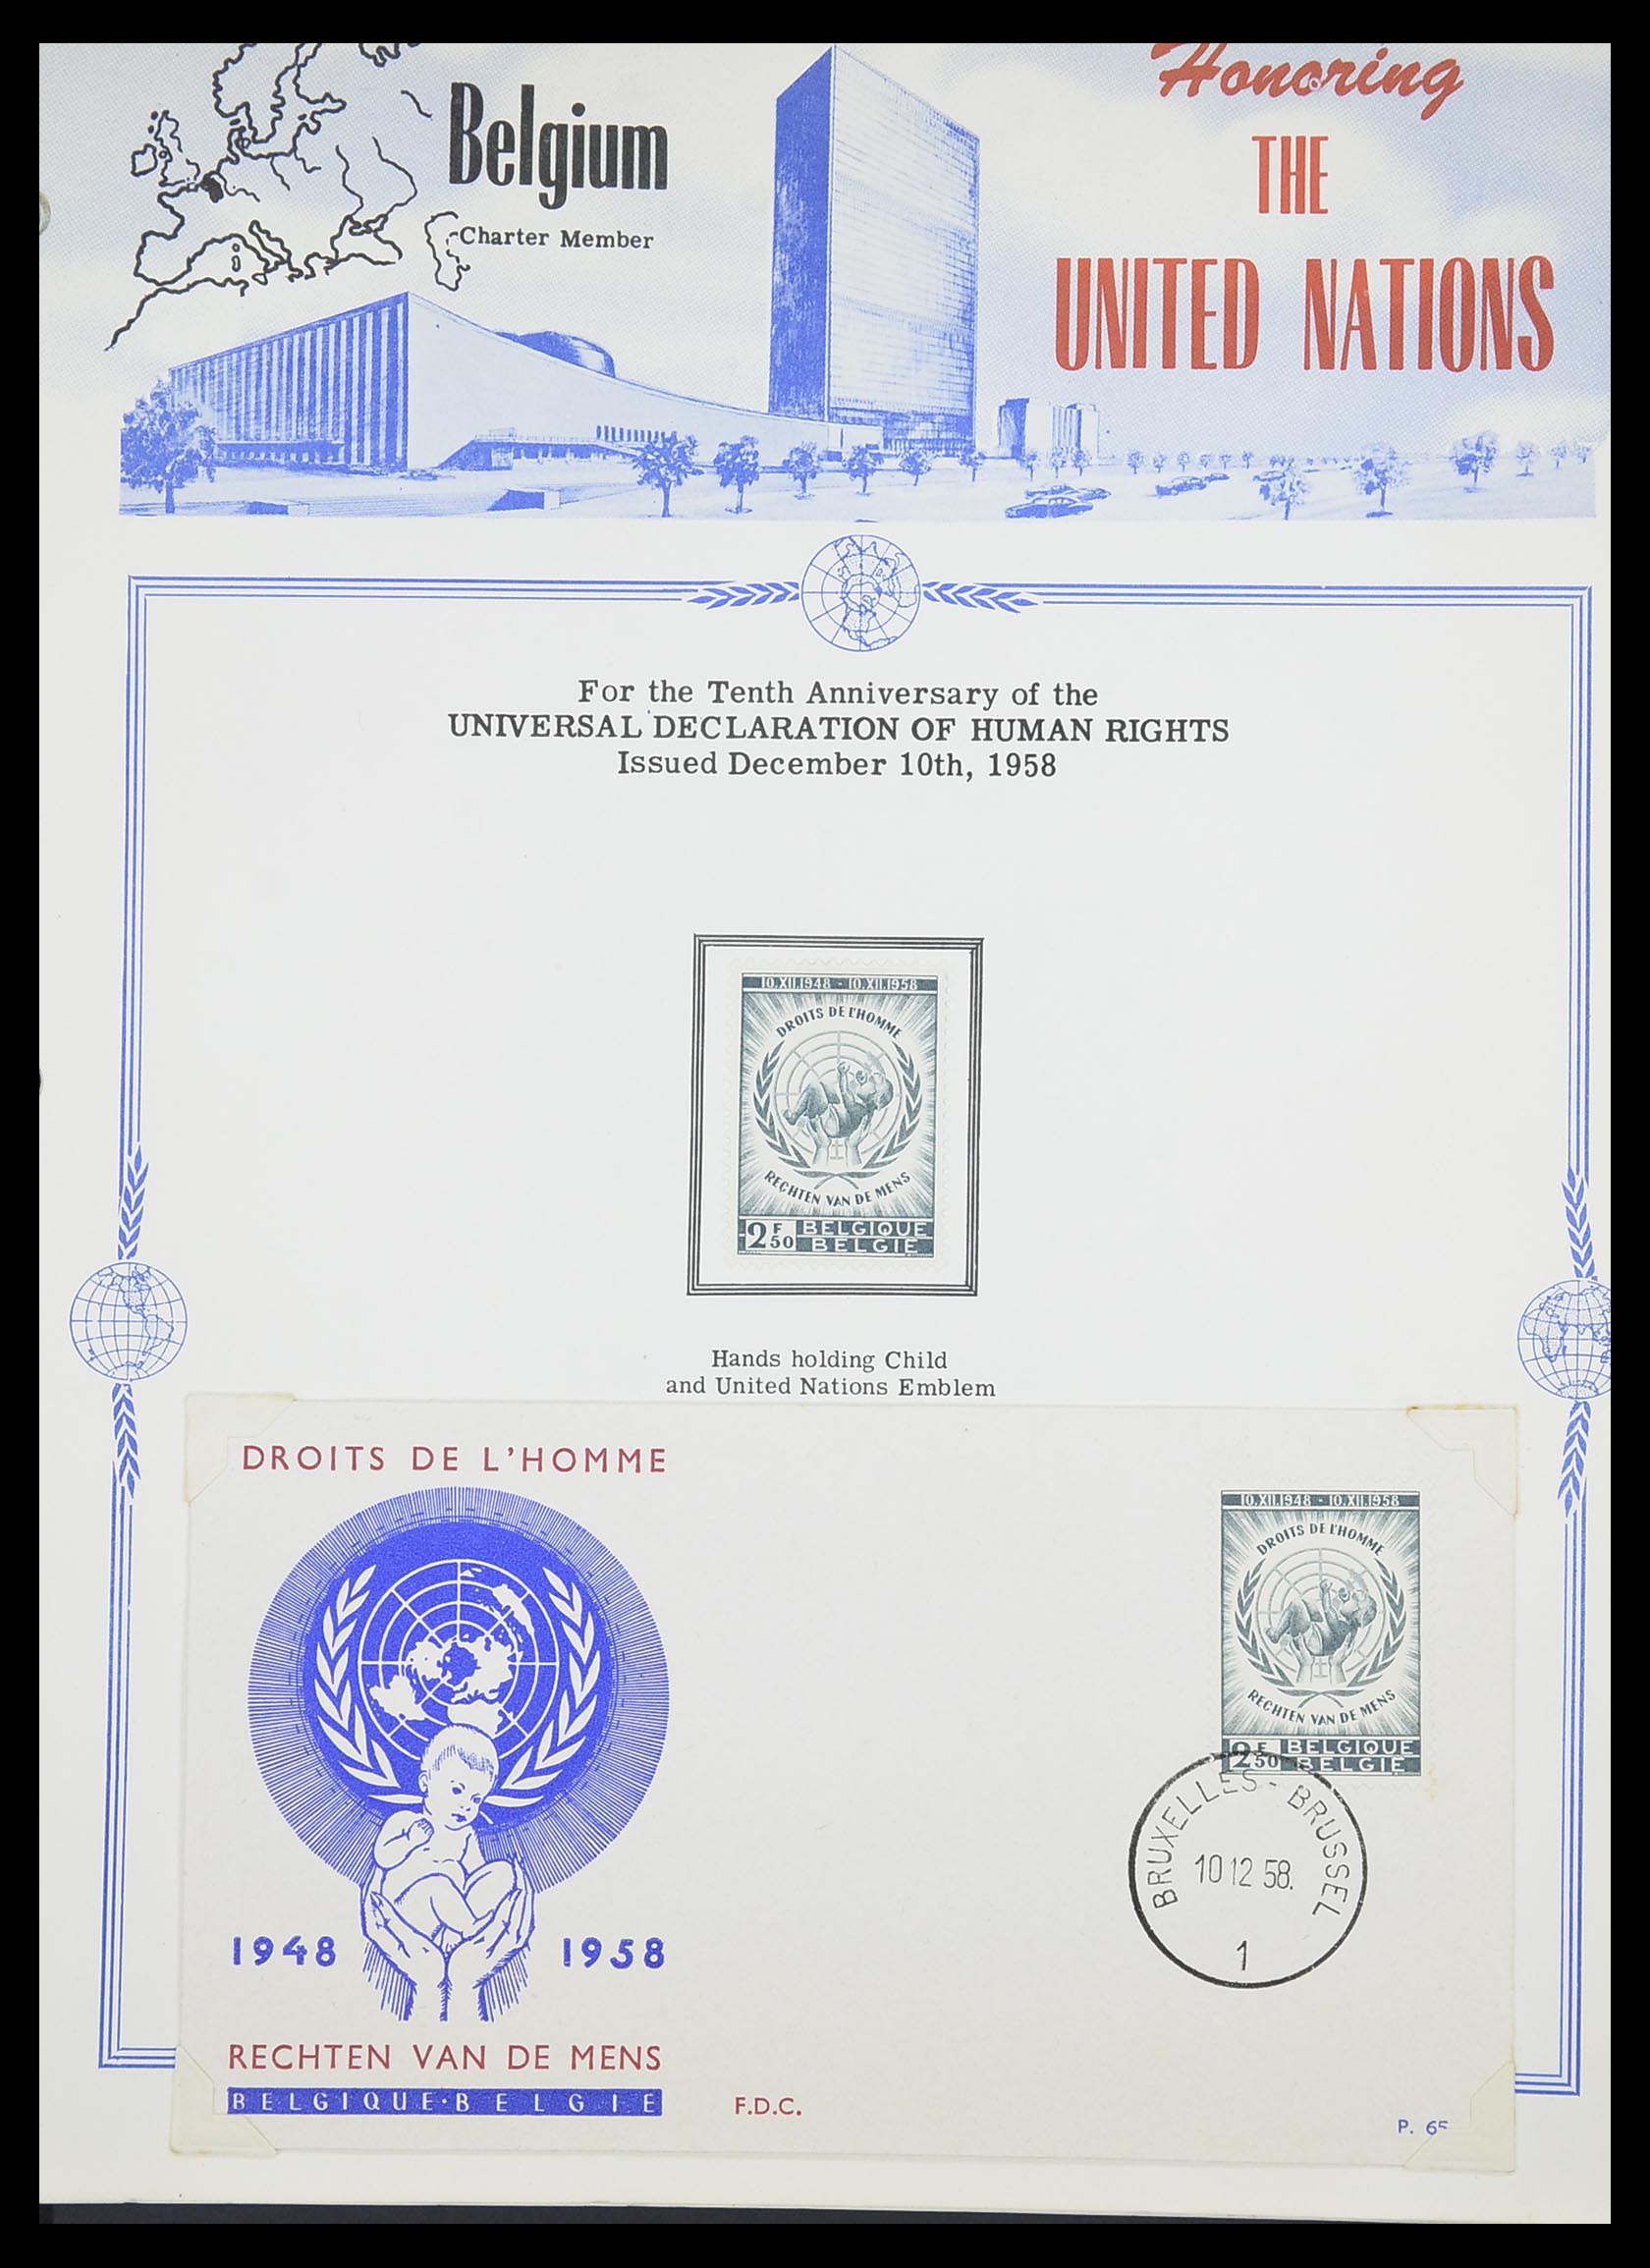 Belgium
Charter Member
Honoring
THE
UNITED NATIONS
For the Tenth Anniversary of the
UNIVERSAL DECLARATION OF HUMAN RIGHTS
Issued December 10th, 1958
10.XII.1948 - 10.XII.1958
DROITS DE L'HOMME
RECHTEN VAN DE MENS
2F50 BELGIQUE
BELGIE
Hands holding Child
and United Nations Emblem
DROITS DE L'HOMME
1948 1958
RECHTEN VAN DE MENS
BELGIQUE·BELGIE
F.D.C.
10.XII.1948 - 10.XII.1958
DROITS DE L'HOMME
RECHTEN VAN DE MENS
2F50 BELGIQUE
BELGIE
BRUXELLES - BRUSSEL
10 12 58.
1
P. 65